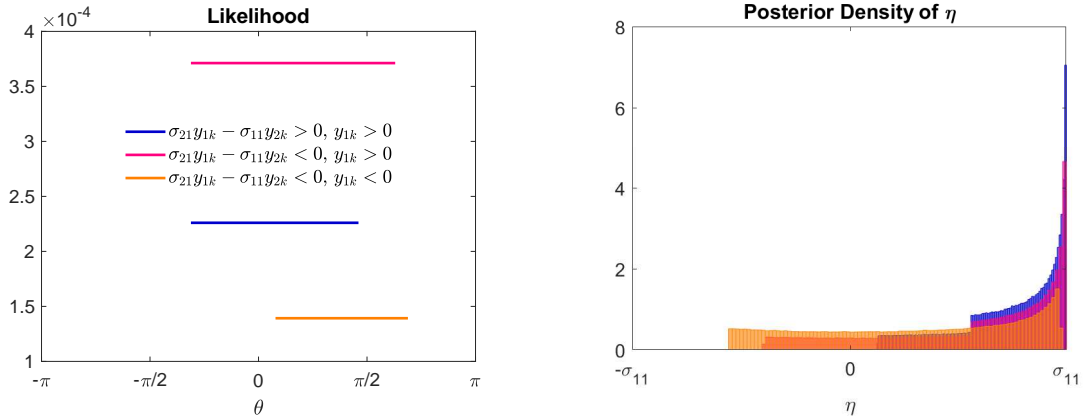 Likelihood
×10⁻⁴
4
3.5
3
2.5
2
1.5
1
σ₂₁y₁ₖ − σ₁₁y₂ₖ > 0, y₁ₖ > 0
σ₂₁y₁ₖ − σ₁₁y₂ₖ < 0, y₁ₖ > 0
σ₂₁y₁ₖ − σ₁₁y₂ₖ < 0, y₁ₖ < 0
-π -π/2 0 π/2 π
θ
Posterior Density of η
8
6
4
2
0
-σ₁₁ 0 σ₁₁
η